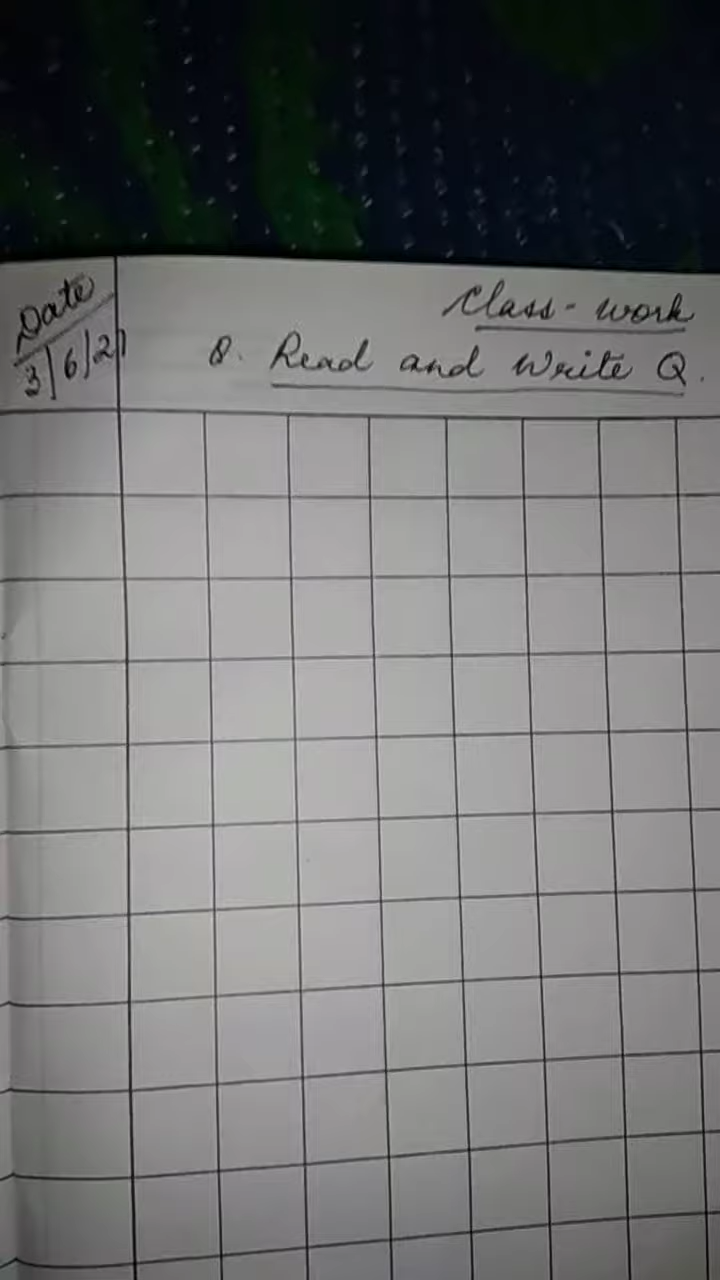 Date
3/6/21
Class - work
Q. Read and Write Q.